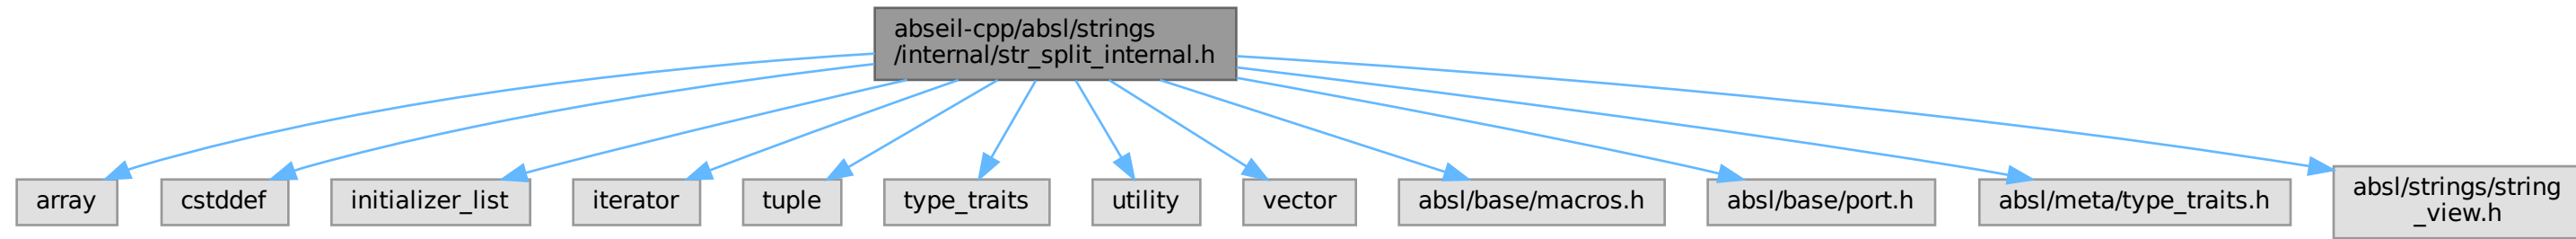 abseil-cpp/absl/strings
/internal/str_split_internal.h
array
cstddef
initializer_list
iterator
tuple
type_traits
utility
vector
absl/base/macros.h
absl/base/port.h
absl/meta/type_traits.h
absl/strings/string
_view.h